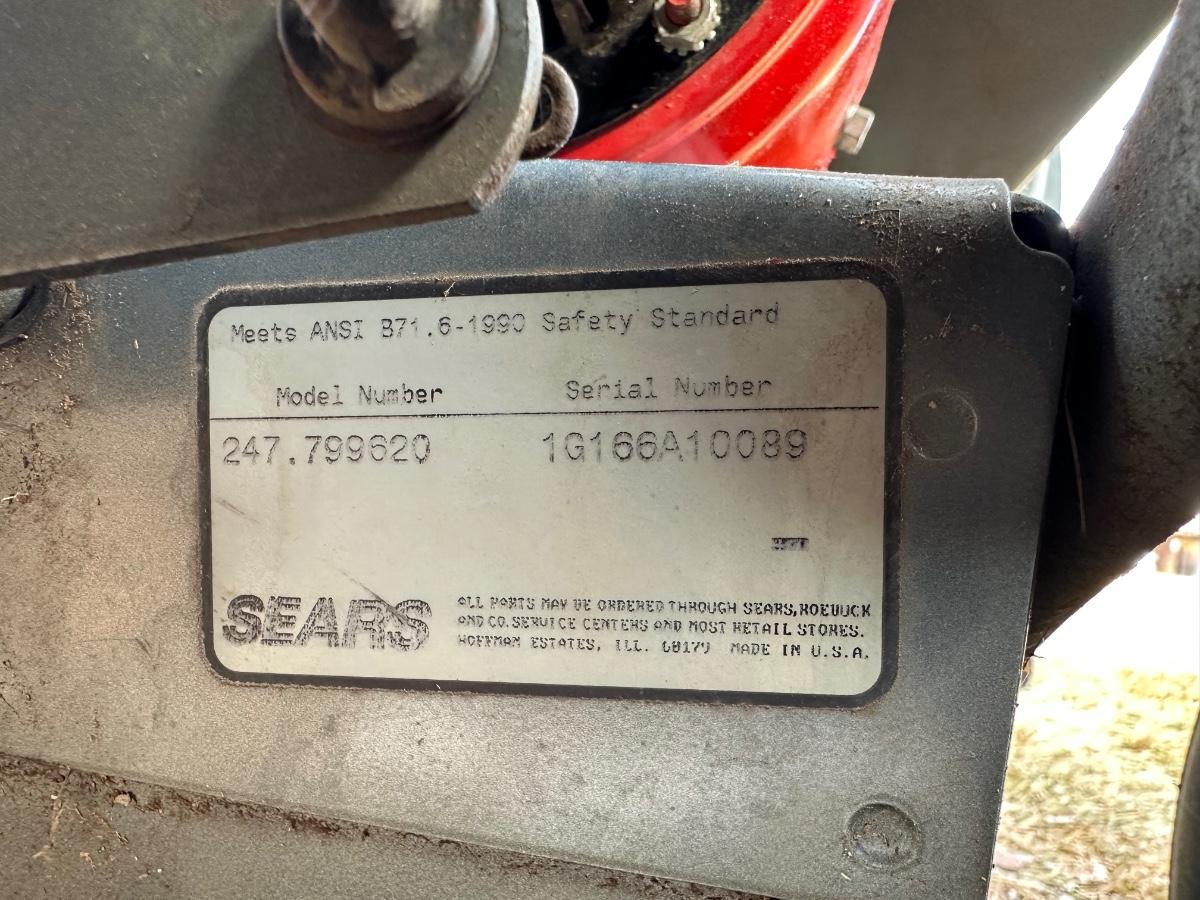 Meets ANSI B71.6-1990 Safety Standard
Model Number Serial Number
247.799620 1G166A10089
SEARS
ALL PARTS MAY BE ORDERED THROUGH SEARS, ROEBUCK
AND CO. SERVICE CENTERS AND MOST RETAIL STORES.
HOFFMAN ESTATES, ILL. 60179 MADE IN U.S.A.